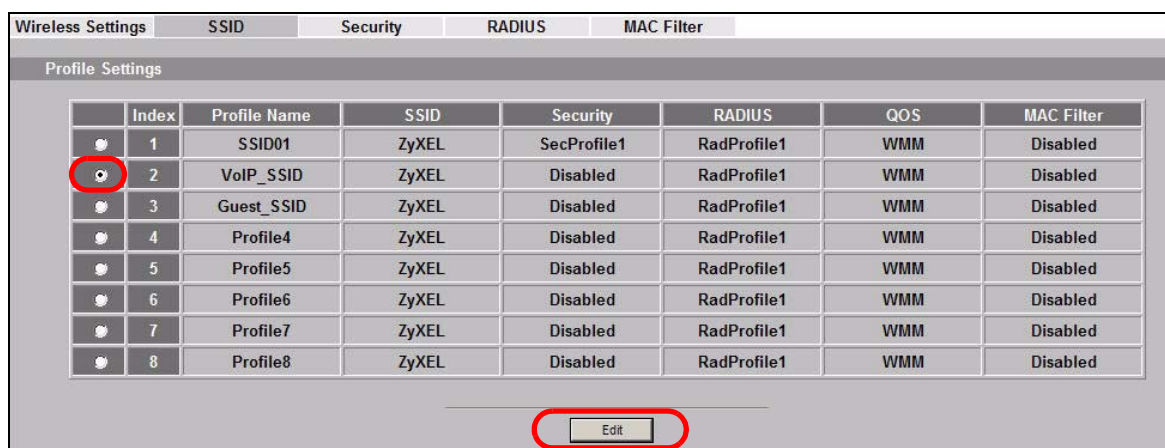 Wireless Settings SSID Security RADIUS MAC Filter
Profile Settings
Index Profile Name SSID Security RADIUS QOS MAC Filter
1 SSID01 ZyXEL SecProfile1 RadProfile1 WMM Disabled
2 VoIP_SSID ZyXEL Disabled RadProfile1 WMM Disabled
3 Guest_SSID ZyXEL Disabled RadProfile1 WMM Disabled
4 Profile4 ZyXEL Disabled RadProfile1 WMM Disabled
5 Profile5 ZyXEL Disabled RadProfile1 WMM Disabled
6 Profile6 ZyXEL Disabled RadProfile1 WMM Disabled
7 Profile7 ZyXEL Disabled RadProfile1 WMM Disabled
8 Profile8 ZyXEL Disabled RadProfile1 WMM Disabled
Edit